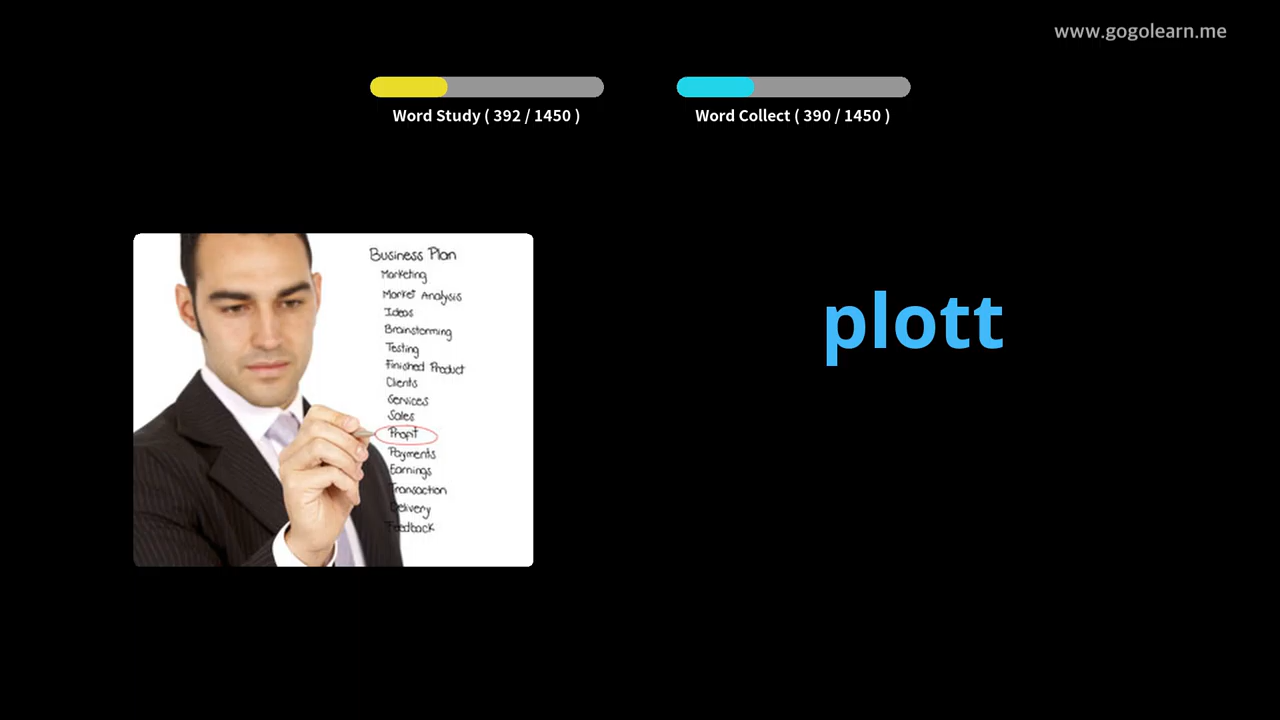 www.gogolearn.me
Word Study ( 392 / 1450 )
Word Collect ( 390 / 1450 )
Business Plan
Marketing
Market Analysis
Ideas
Brainstorming
Testing
Finished Product
Clients
Services
Sales
Profit
Payments
Earnings
Transaction
Delivery
Feedback
plott